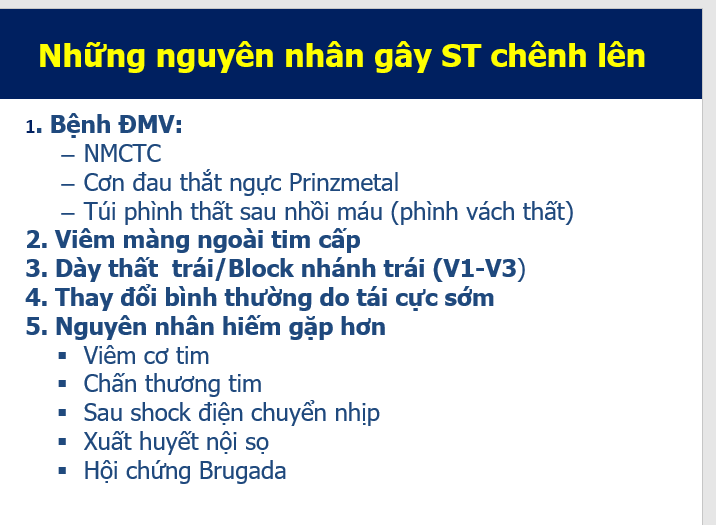 Những nguyên nhân gây ST chênh lên
1. Bệnh ĐMV:
– NMCTC
– Cơn đau thắt ngực Prinzmetal
– Túi phình thất sau nhồi máu (phình vách thất)
2. Viêm màng ngoài tim cấp
3. Dày thất trái/Block nhánh trái (V1-V3)
4. Thay đổi bình thường do tái cực sớm
5. Nguyên nhân hiếm gặp hơn
▪ Viêm cơ tim
▪ Chấn thương tim
▪ Sau shock điện chuyển nhịp
▪ Xuất huyết nội sọ
▪ Hội chứng Brugada